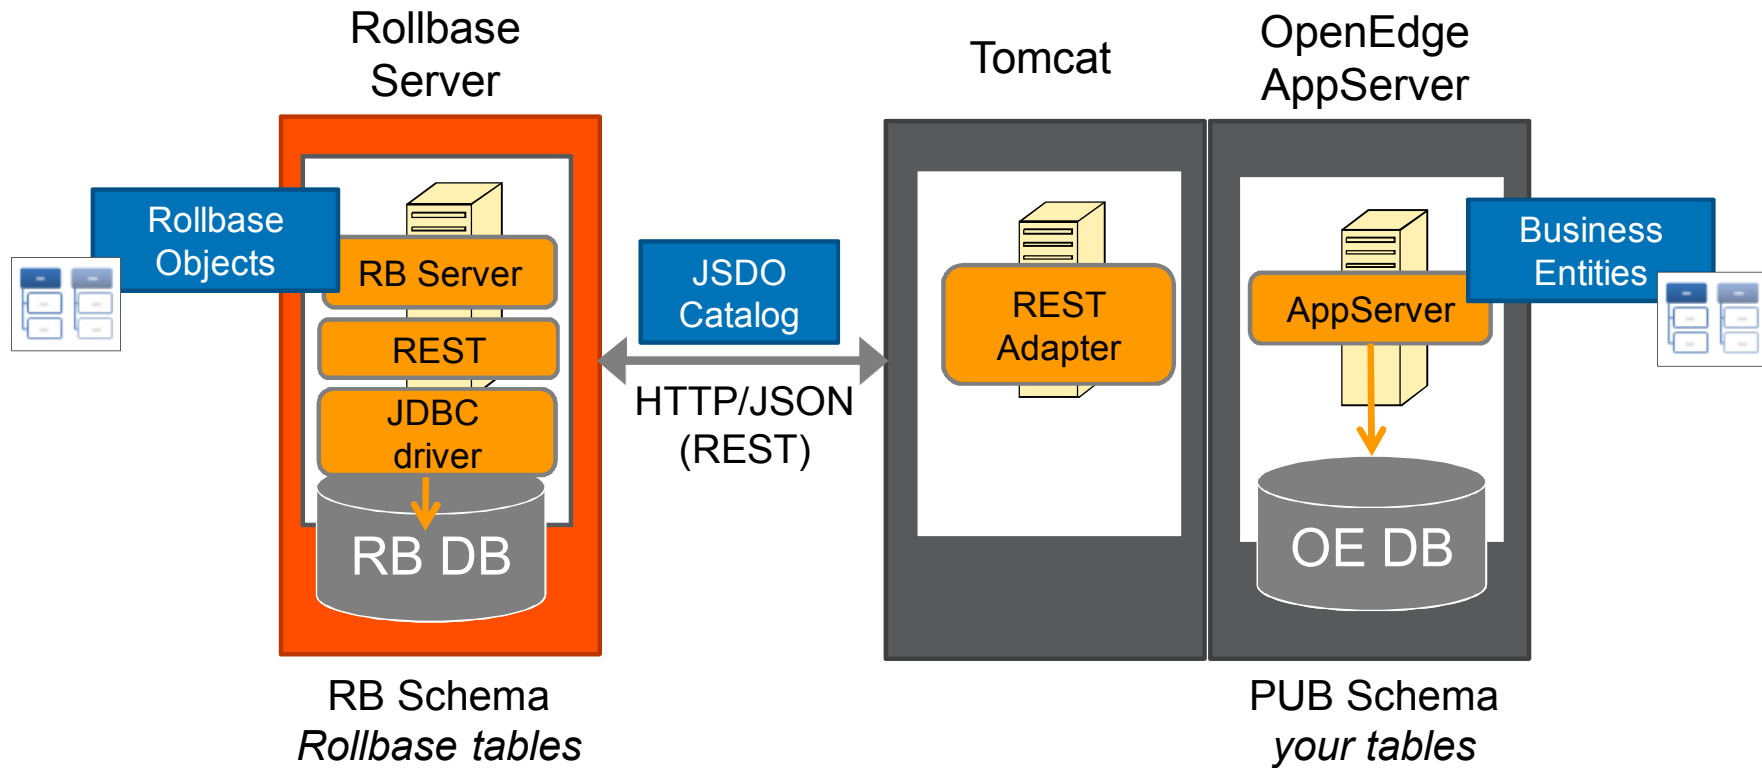 Rollbase
Server
Tomcat
OpenEdge
AppServer
Rollbase
Objects
RB Server
REST
JDBC
driver
RB DB
RB Schema
Rollbase tables
JSDO
Catalog
HTTP/JSON
(REST)
REST
Adapter
Business
Entities
AppServer
OE DB
PUB Schema
your tables